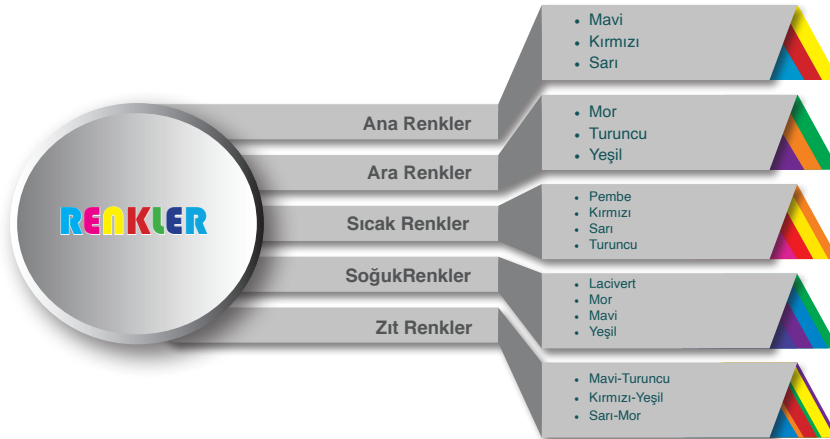 RENKLER
Ana Renkler
• Mavi
• Kırmızı
• Sarı
Ara Renkler
• Mor
• Turuncu
• Yeşil
Sıcak Renkler
• Pembe
• Kırmızı
• Sarı
• Turuncu
SoğukRenkler
• Lacivert
• Mor
• Mavi
• Yeşil
Zıt Renkler
• Mavi-Turuncu
• Kırmızı-Yeşil
• Sarı-Mor